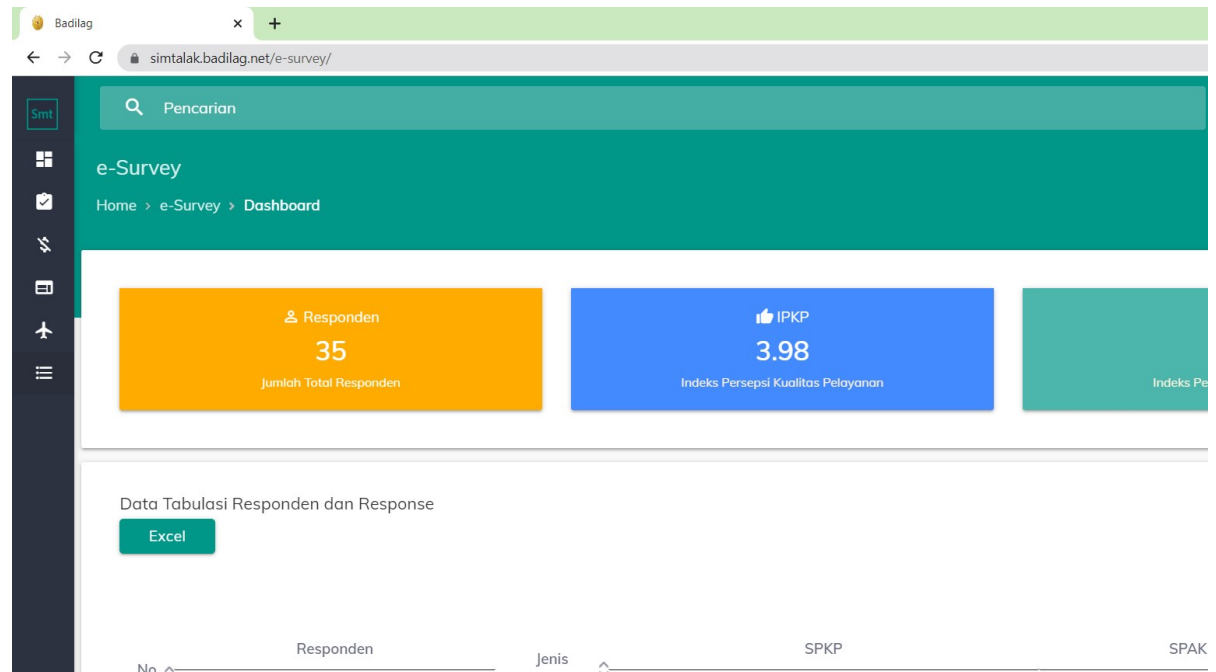 Badilag
simtalak.badilag.net/e-survey/
Smt
Pencarian
e-Survey
Home > e-Survey > Dashboard
Responden
35
Jumlah Total Responden
IPKP
3.98
Indeks Persepsi Kualitas Pelayanan
Indeks Pe
Data Tabulasi Responden dan Response
Excel
No
Responden
Jenis
SPKP
SPAK